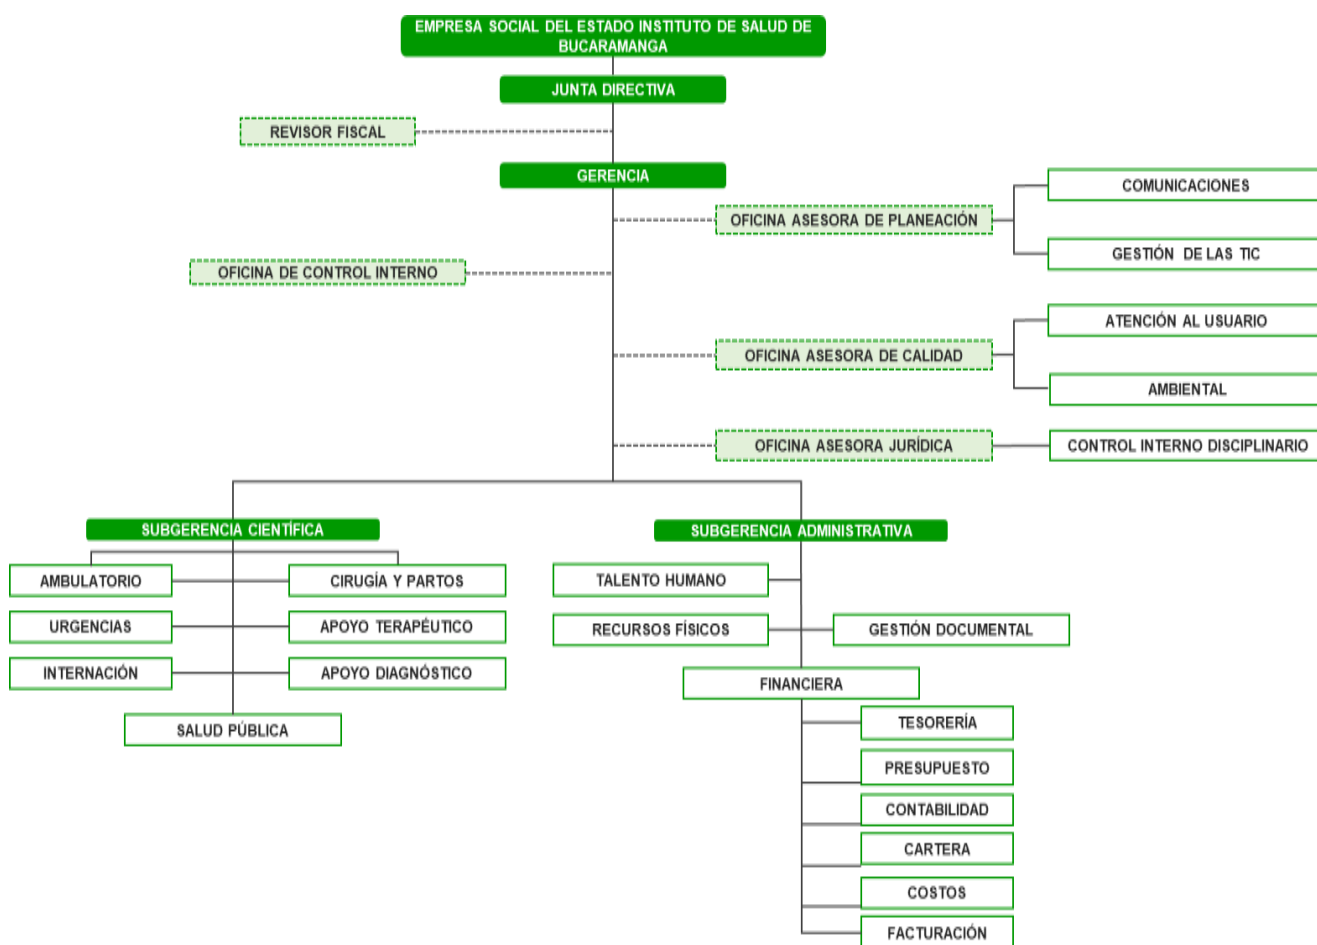 EMPRESA SOCIAL DEL ESTADO INSTITUTO DE SALUD DE
BUCARAMANGA
JUNTA DIRECTIVA
REVISOR FISCAL
GERENCIA
OFICINA ASESORA DE PLANEACIÓN
COMUNICACIONES
GESTIÓN DE LAS TIC
OFICINA DE CONTROL INTERNO
OFICINA ASESORA DE CALIDAD
ATENCIÓN AL USUARIO
AMBIENTAL
OFICINA ASESORA JURÍDICA
CONTROL INTERNO DISCIPLINARIO
SUBGERENCIA CIENTÍFICA
AMBULATORIO
CIRUGÍA Y PARTOS
URGENCIAS
APOYO TERAPÉUTICO
INTERNACIÓN
APOYO DIAGNÓSTICO
SALUD PÚBLICA
SUBGERENCIA ADMINISTRATIVA
TALENTO HUMANO
RECURSOS FÍSICOS
GESTIÓN DOCUMENTAL
FINANCIERA
TESORERÍA
PRESUPUESTO
CONTABILIDAD
CARTERA
COSTOS
FACTURACIÓN